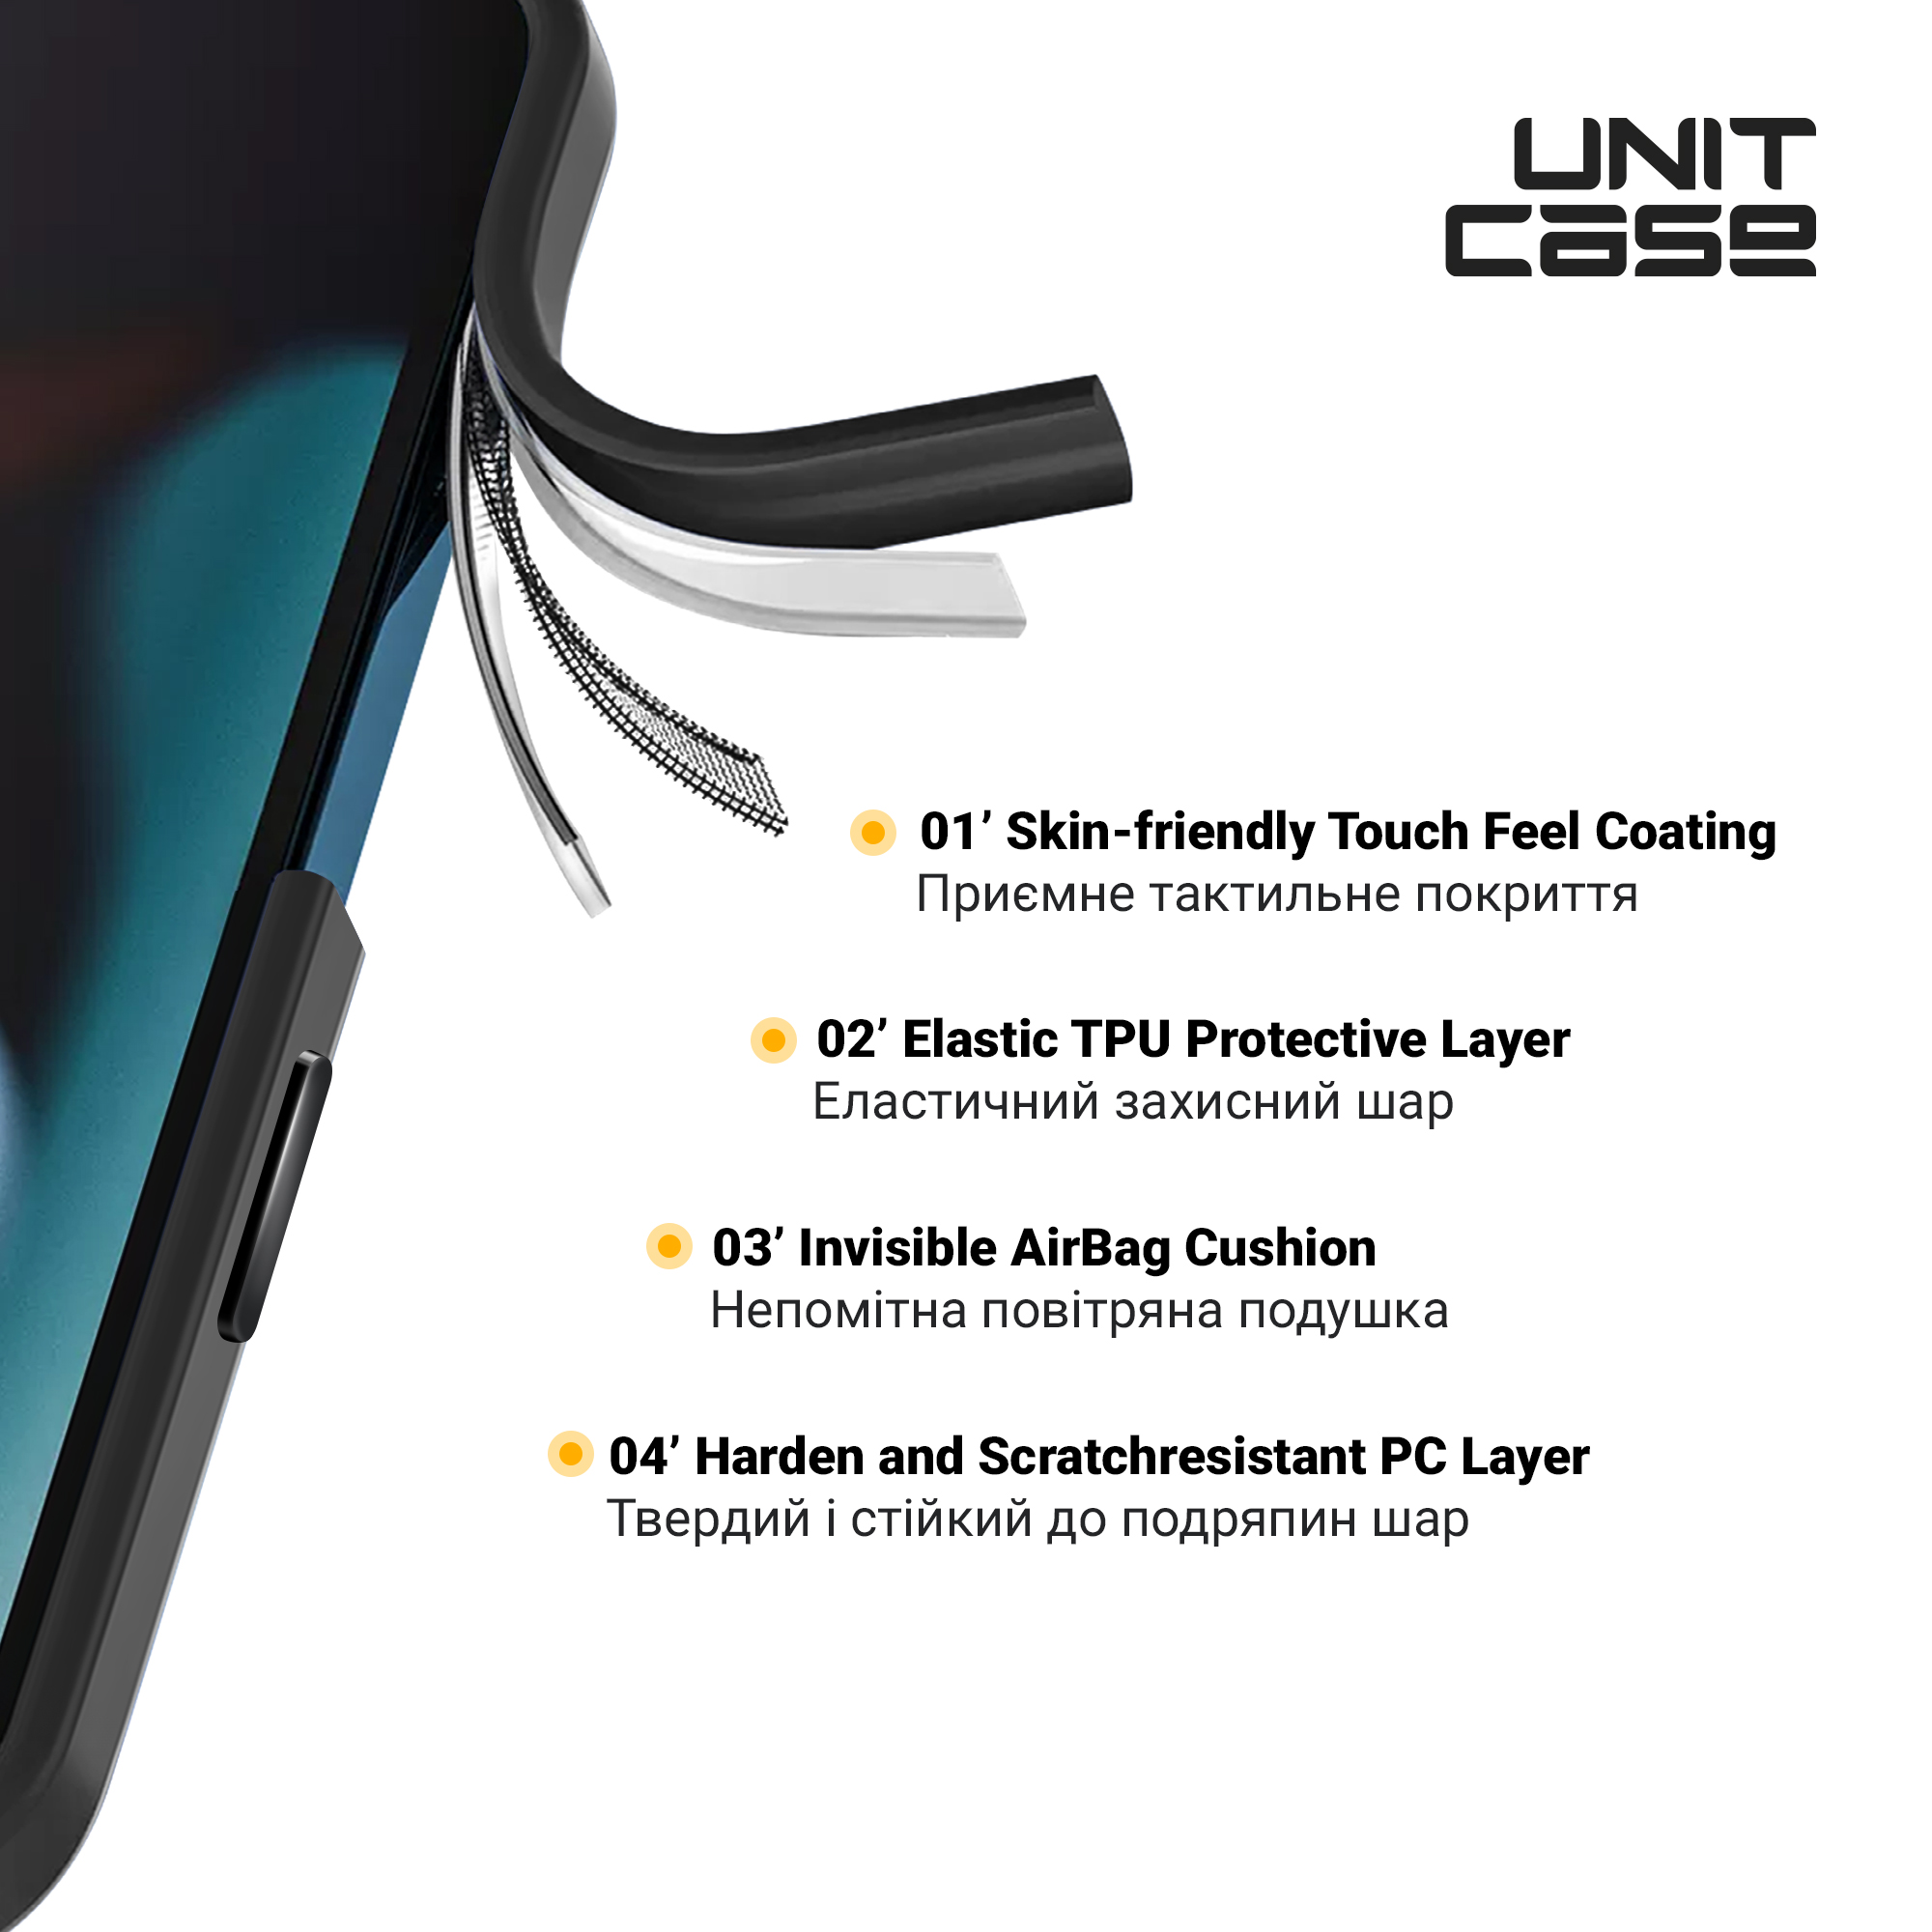 UNIT
case
01’ Skin-friendly Touch Feel Coating
Приємне тактильне покриття
02’ Elastic TPU Protective Layer
Еластичний захисний шар
03’ Invisible AirBag Cushion
Непомітна повітряна подушка
04’ Harden and Scratchresistant PC Layer
Твердий і стійкий до подряпин шар